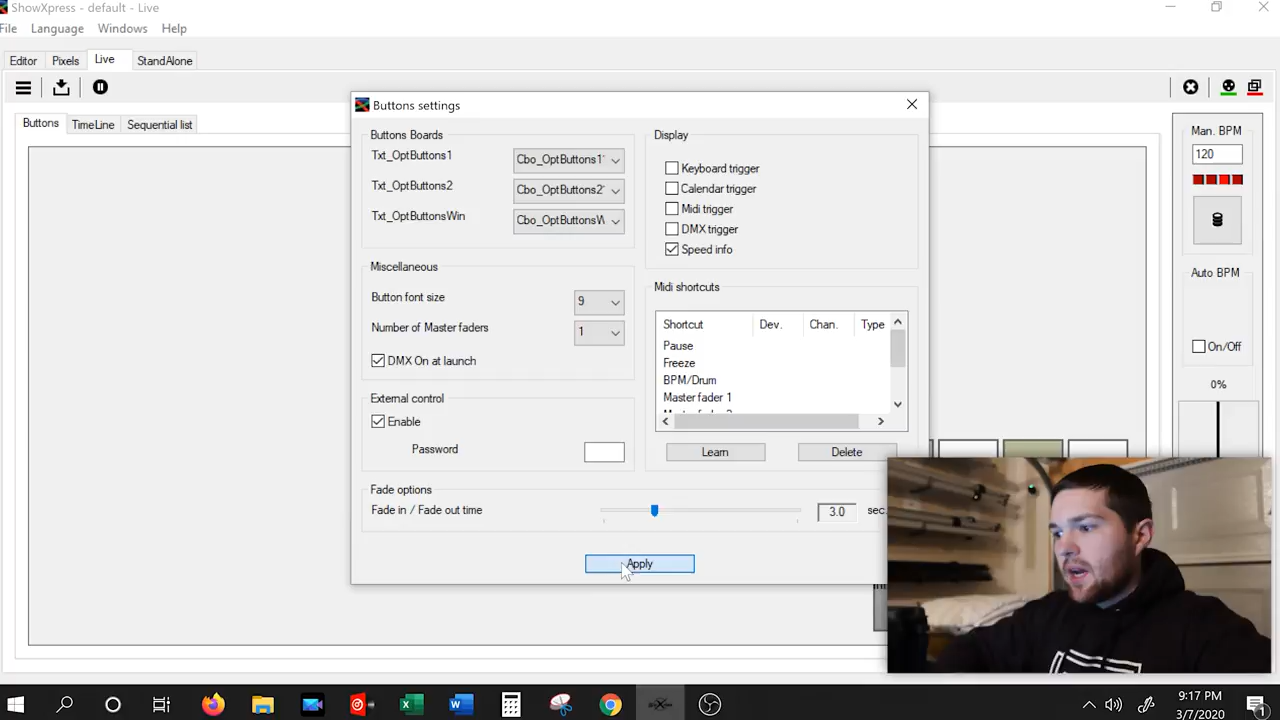 ShowXpress - default - Live
File Language Windows Help
Editor Pixels Live StandAlone
Buttons TimeLine Sequential list
Buttons settings
Buttons Boards
Txt_OptButtons1 Cbo_OptButtons1
Txt_OptButtons2 Cbo_OptButtons2
Txt_OptButtonsWin Cbo_OptButtonsW
Miscellaneous
Button font size 9
Number of Master faders 1
DMX On at launch
External control
Enable
Password
Fade options
Fade in / Fade out time 3.0 sec.
Apply
Display
Keyboard trigger
Calendar trigger
Midi trigger
DMX trigger
Speed info
Midi shortcuts
Shortcut Dev. Chan. Type
Pause
Freeze
BPM/Drum
Master fader 1
Learn Delete
Man. BPM
120
Auto BPM
On/Off
0%
9:17 PM
3/7/2020
1